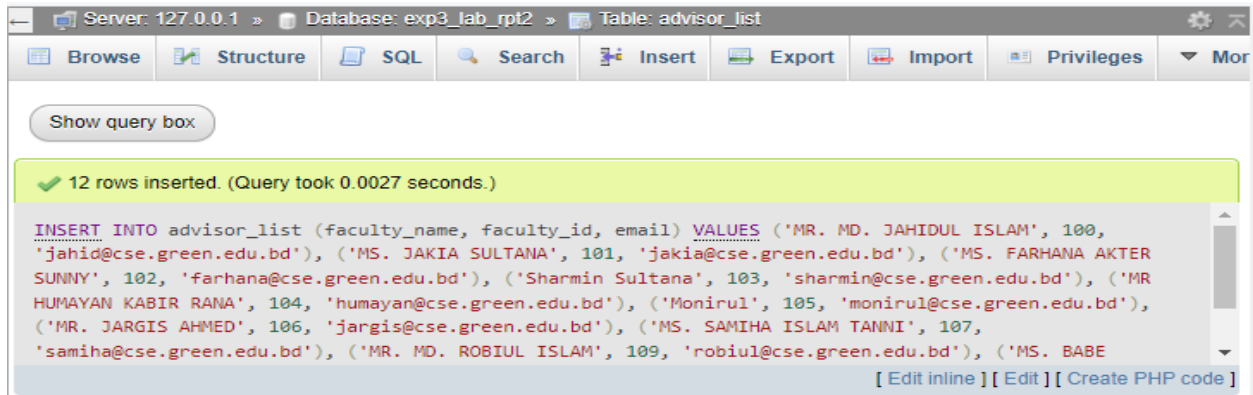 Server: 127.0.0.1 » Database: exp3_lab_rpt2 » Table: advisor_list
Browse Structure SQL Search Insert Export Import Privileges Mor
Show query box
12 rows inserted. (Query took 0.0027 seconds.)
INSERT INTO advisor_list (faculty_name, faculty_id, email) VALUES ('MR. MD. JAHIDUL ISLAM', 100,
'jahid@cse.green.edu.bd'), ('MS. JAKIA SULTANA', 101, 'jakia@cse.green.edu.bd'), ('MS. FARHANA AKTER
SUNNY', 102, 'farhana@cse.green.edu.bd'), ('Sharmin Sultana', 103, 'sharmin@cse.green.edu.bd'), ('MR
HUMAYAN KABIR RANA', 104, 'humayan@cse.green.edu.bd'), ('Monirul', 105, 'monirul@cse.green.edu.bd'),
('MR. JARGIS AHMED', 106, 'jargis@cse.green.edu.bd'), ('MS. SAMIHA ISLAM TANNI', 107,
'samiha@cse.green.edu.bd'), ('MR. MD. ROBIUL ISLAM', 109, 'robiul@cse.green.edu.bd'), ('MS. BABE
[ Edit inline ] [ Edit ] [ Create PHP code ]